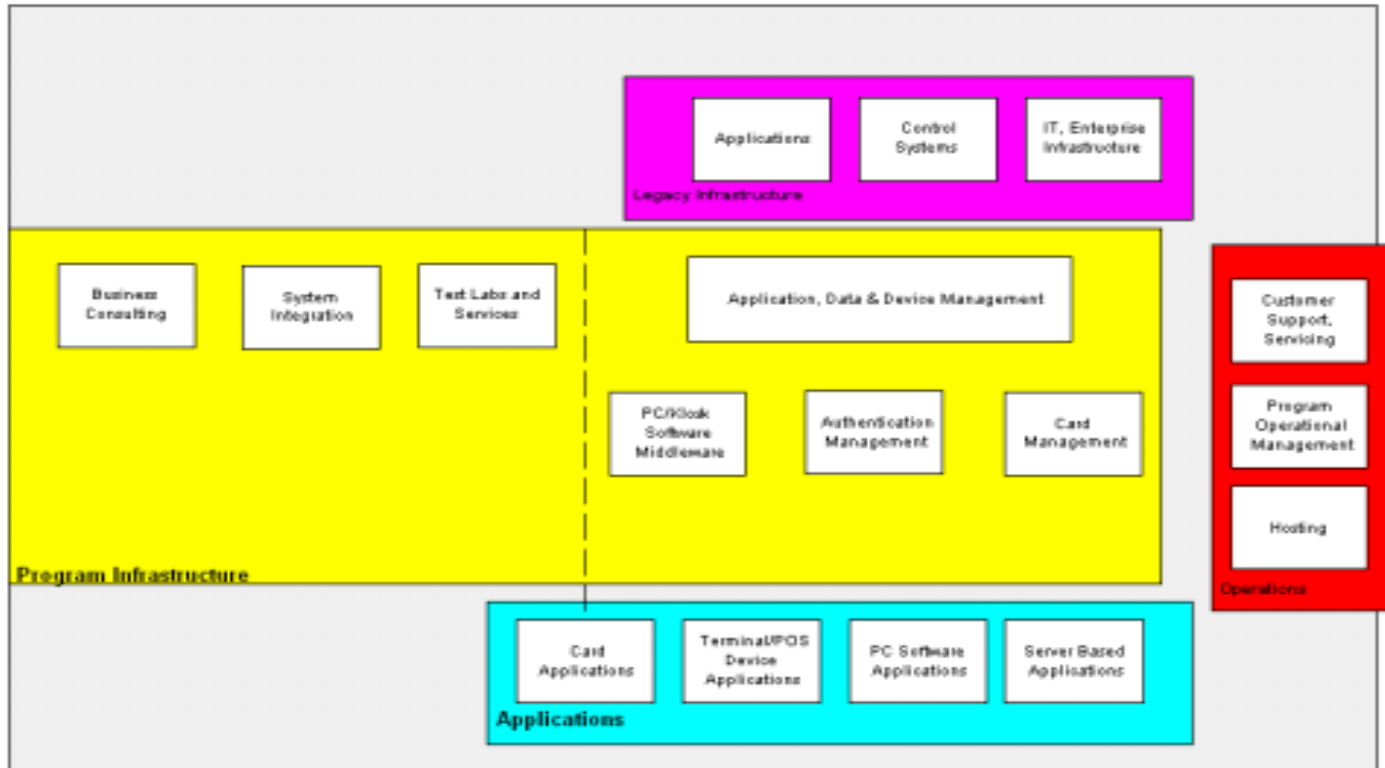 Applications
Control
Systems
IT, Enterprise
Infrastructure
Legacy Infrastructure
Business
Consulting
System
Integration
Test Labs and
Services
Application, Data & Device Management
PC/Kiosk
Software
Middleware
Authentication
Management
Card
Management
Program Infrastructure
Customer
Support,
Servicing
Program
Operational
Management
Hosting
Operations
Card
Applications
Terminal/POS
Device
Applications
PC Software
Applications
Server Based
Applications
Applications